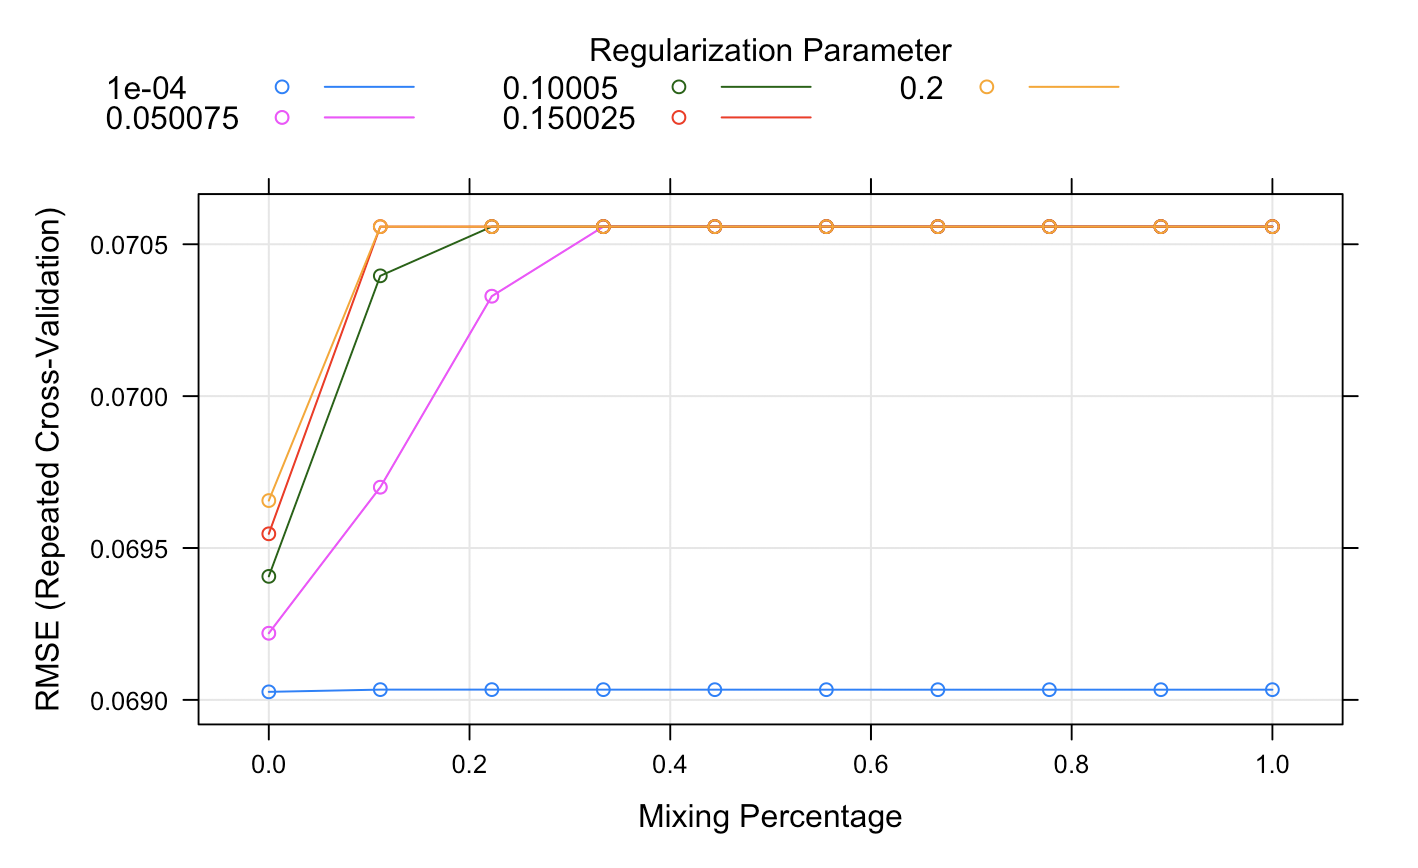 Regularization Parameter
1e-04 0.10005 0.2
0.050075 0.150025
RMSE (Repeated Cross-Validation)
0.0705
0.0700
0.0695
0.0690
0.0 0.2 0.4 0.6 0.8 1.0
Mixing Percentage